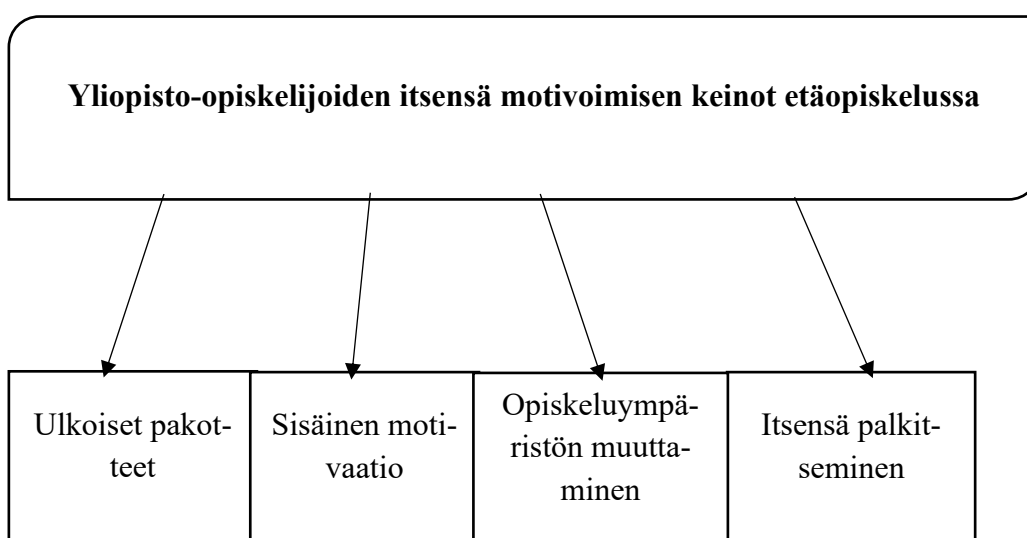 Yliopisto-opiskelijoiden itsensä motivoimisen keinot etäopiskelussa
Ulkoiset pakot-
teet
Sisäinen moti-
vaatio
Opiskeluympä-
ristön muutta-
minen
Itsensä palkit-
seminen